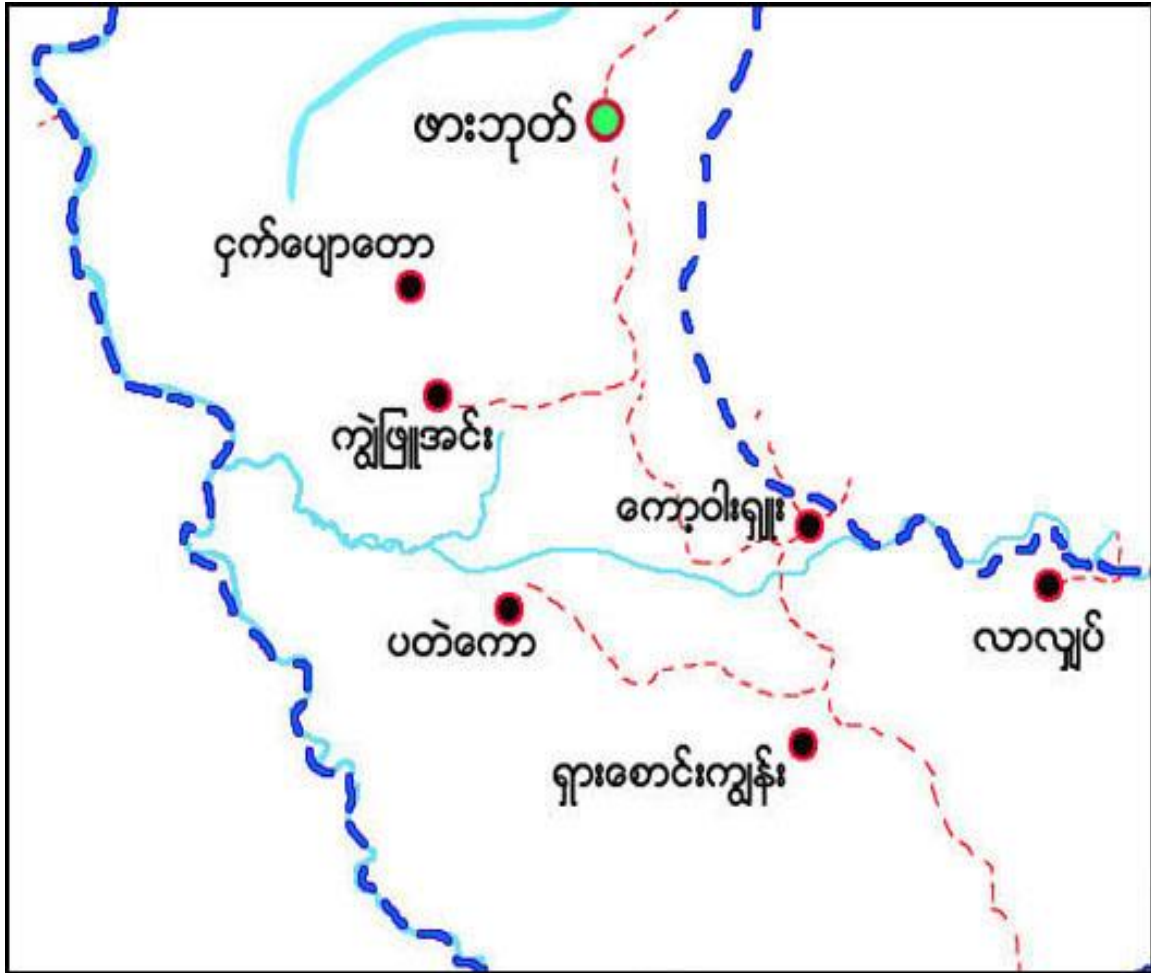 ဖားဘုတ်
ငှက်ပျောတော
ကျွဲဖြူအင်း
ကော့ဝါးရှူး
လာလျှပ်
ပတဲကော
ရှားစောင်းကျွန်း